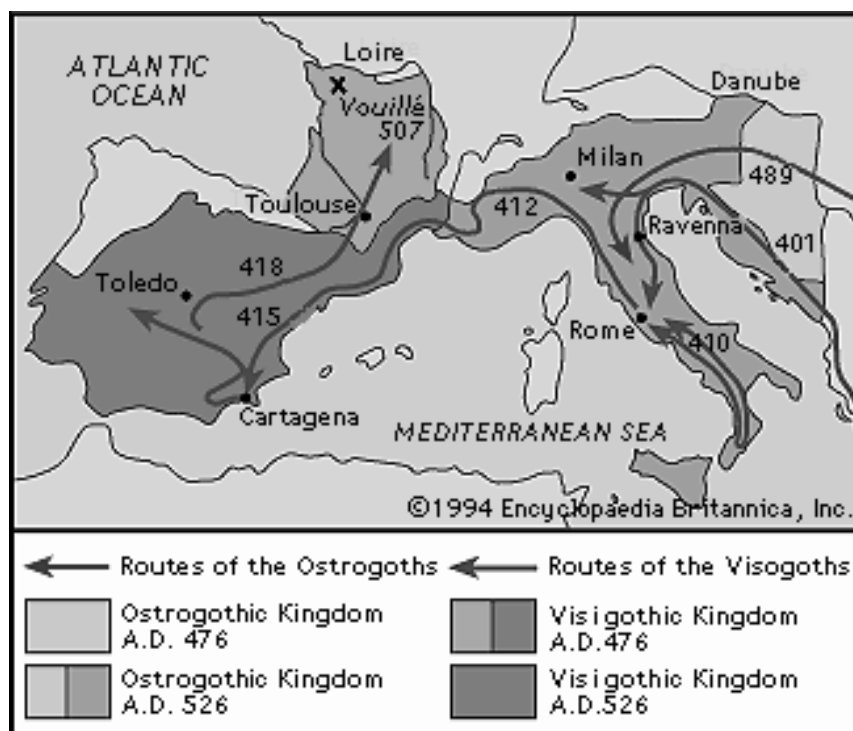 ATLANTIC
OCEAN
Loire
Vouillé
507
Danube
Milan
489
Toulouse
412
Ravenna
401
Toledo
418
415
Rome
410
Cartagena
MEDITERRANEAN SEA
©1994 Encyclopaedia Britannica, Inc.
Routes of the Ostrogoths
Routes of the Visogoths
Ostrogothic Kingdom
A.D. 476
Visigothic Kingdom
A.D.476
Ostrogothic Kingdom
A.D. 526
Visigothic Kingdom
A.D.526